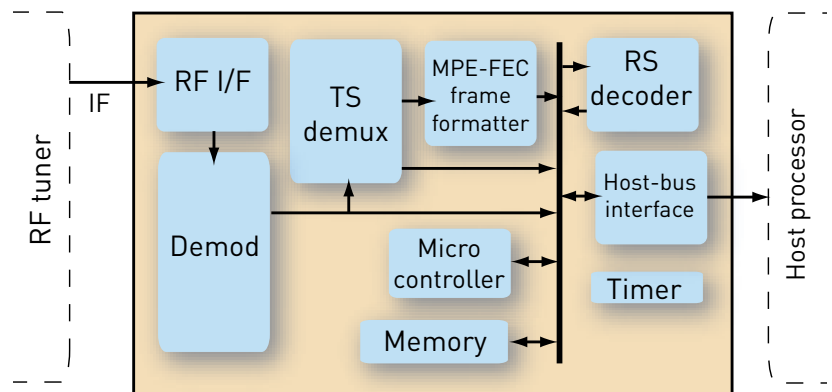 RF tuner
IF
RF I/F
Demod
TS
demux
MPE-FEC
frame
formatter
RS
decoder
Host-bus
interface
Micro
controller
Timer
Memory
Host processor